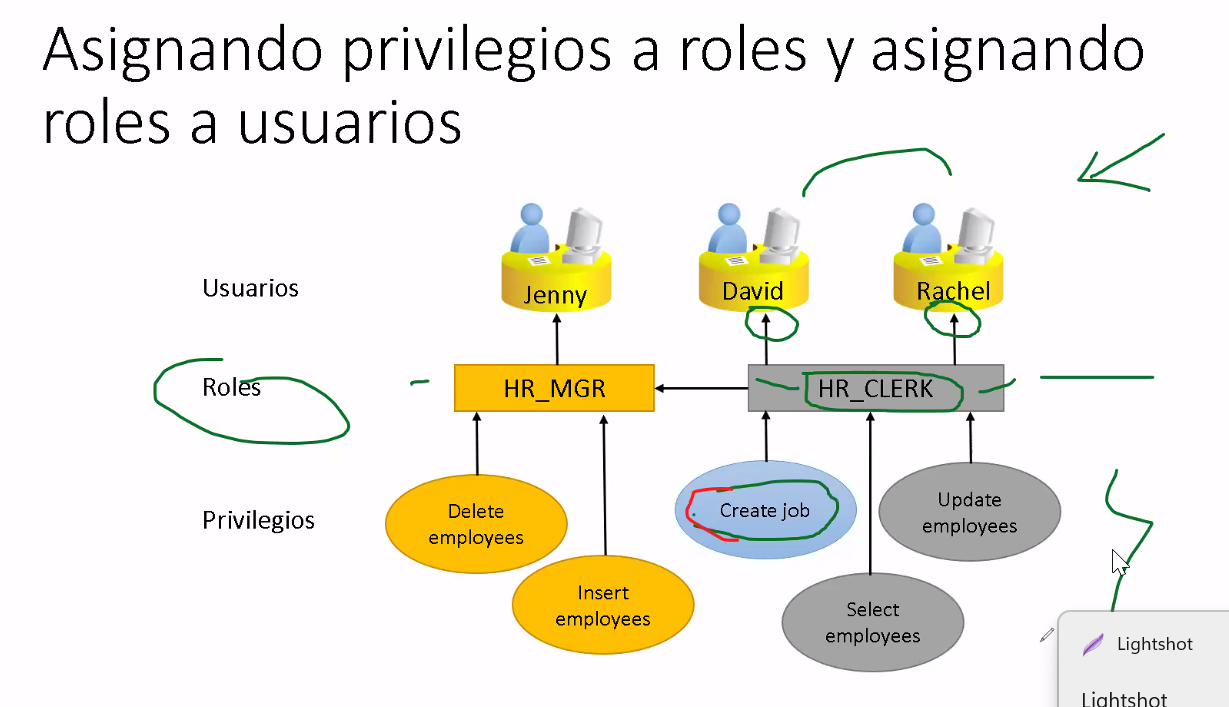 Asignando privilegios a roles y asignando
roles a usuarios
Usuarios
Jenny
David
Rachel
Roles
HR_MGR
HR_CLERK
Privilegios
Delete
employees
Insert
employees
Create job
Select
employees
Update
employees
Lightshot
Lightshot